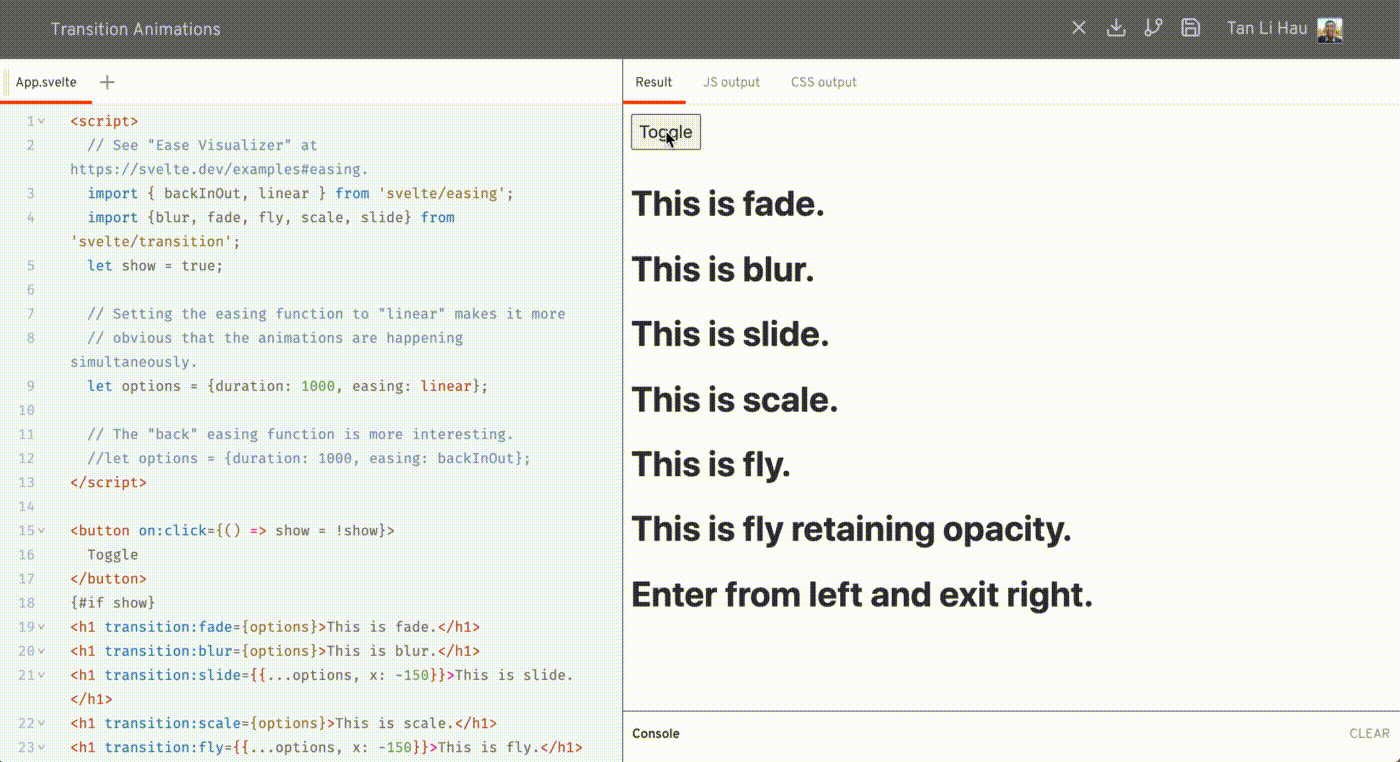 Transition Animations
Tan Li Hau
App.svelte
Result JS output CSS output
1 <script>
2 // See "Ease Visualizer" at
https://svelte.dev/examples#easing.
3 import { backInOut, linear } from 'svelte/easing';
4 import {blur, fade, fly, scale, slide} from
'svelte/transition';
5 let show = true;
6
7 // Setting the easing function to "linear" makes it more
8 // obvious that the animations are happening
simultaneously.
9 let options = {duration: 1000, easing: linear};
10
11 // The "back" easing function is more interesting.
12 //let options = {duration: 1000, easing: backInOut};
13 </script>
14
15 <button on:click={() => show = !show}>
16 Toggle
17 </button>
18 {#if show}
19 <h1 transition:fade={options}>This is fade.</h1>
20 <h1 transition:blur={options}>This is blur.</h1>
21 <h1 transition:slide={{...options, x: -150}}>This is slide.
</h1>
22 <h1 transition:scale={options}>This is scale.</h1>
23 <h1 transition:fly={{...options, x: -150}}>This is fly.</h1>
Toggle
This is fade.
This is blur.
This is slide.
This is scale.
This is fly.
This is fly retaining opacity.
Enter from left and exit right.
Console
CLEAR